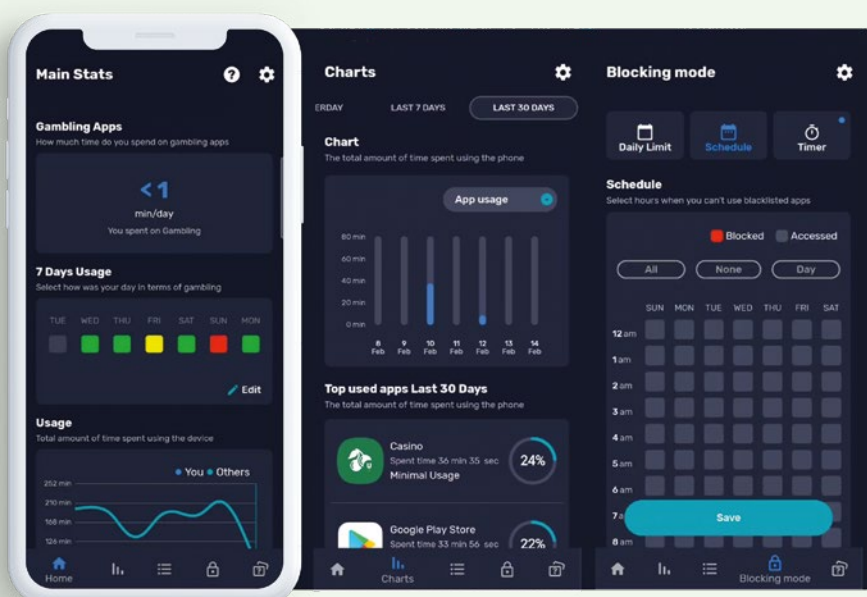 Main Stats
?
Gambling Apps
How much time do you spend on gambling apps
<1
min/day
You spent on Gambling
7 Days Usage
Select how was your day in terms of gambling
TUE WED THU FRI SAT SUN MON
Edit
Usage
Total amount of time spent using the device
You Others
252 min
210 min
168 min
126 min
Home
Charts
ERDAY LAST 7 DAYS LAST 30 DAYS
Chart
The total amount of time spent using the phone
App usage
80 min
60 min
40 min
20 min
0 min
8 9 10 11 12 13 14
Feb Feb Feb Feb Feb Feb Feb
Top used apps Last 30 Days
The total amount of time spent using the phone
Casino
Spent time 36 min 35 sec
Minimal Usage
24%
Google Play Store
Spent time 33 min 56 sec
22%
Charts
Blocking mode
Daily Limit Schedule Timer
Schedule
Select hours when you can't use blacklisted apps
Blocked Accessed
All None Day
SUN MON TUE WED THU FRI SAT
12 am
1 am
2 am
3 am
4 am
5 am
6 am
7 a
Save
8 am
Blocking mode